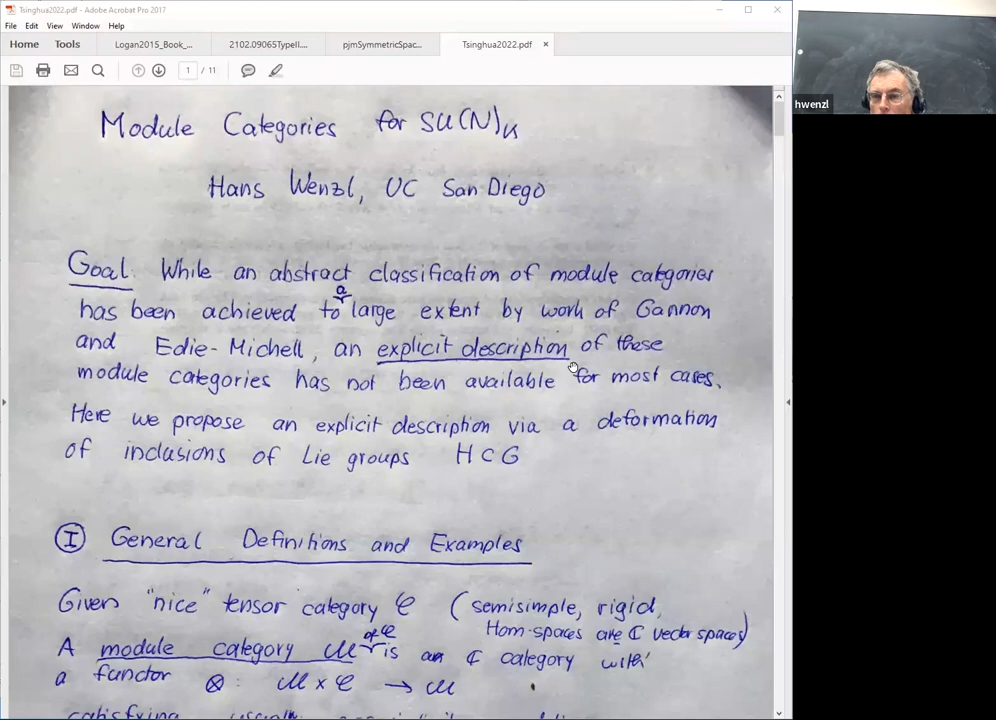 Tsinghua2022.pdf - Adobe Acrobat Pro 2017
File Edit View Window Help
Home Tools Logan2015_Book_... 2102.09065TypeII.... pjmSymmetricSpac... Tsinghua2022.pdf ×
1 / 11
hwenzl
Module Categories for SU(N)k
Hans Wenzl, UC San Diego
Goal. While an abstract classification of module categories
has been achieved to a large extent by work of Gannon
and Edie-Michell, an explicit description of these
module categories has not been available for most cases.
Here we propose an explicit description via a deformation
of inclusions of Lie groups H ⊂ G
I General Definitions and Examples
Given "nice" tensor category 𝒞 (semisimple, rigid,
Hom-spaces are ℂ vector spaces)
A module category ℳ of 𝒞 is an ℂ category with
a functor ⊗: ℳ × 𝒞 → ℳ
satisfying usually